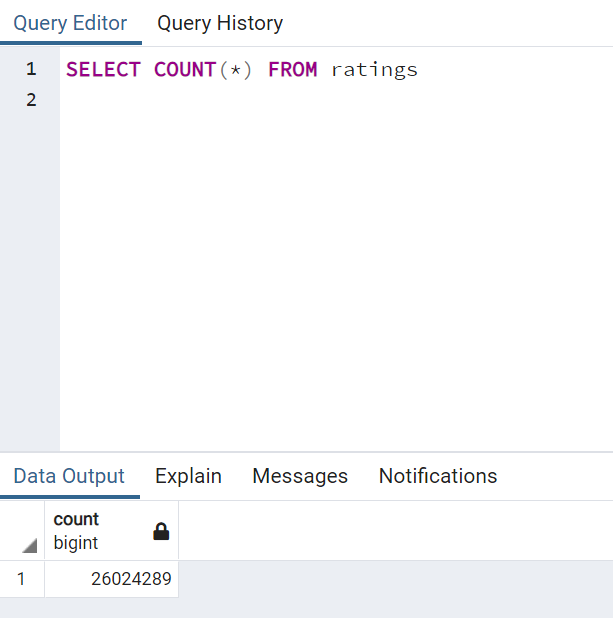 Query Editor Query History
1 SELECT COUNT(*) FROM ratings
2
Data Output Explain Messages Notifications
count
bigint
1 26024289